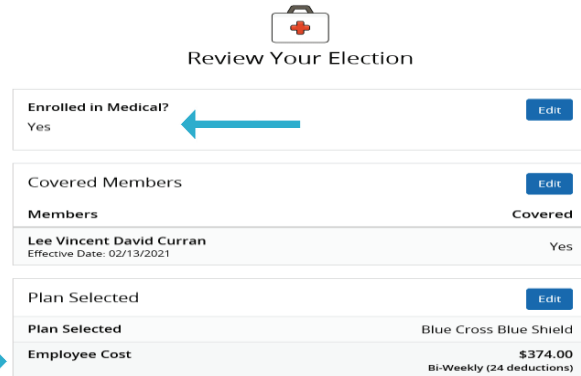 Review Your Election
Enrolled in Medical?
Edit
Yes
Covered Members
Edit
Members Covered
Lee Vincent David Curran
Effective Date: 02/13/2021
Yes
Plan Selected
Edit
Plan Selected Blue Cross Blue Shield
Employee Cost $374.00
Bi-Weekly (24 deductions)